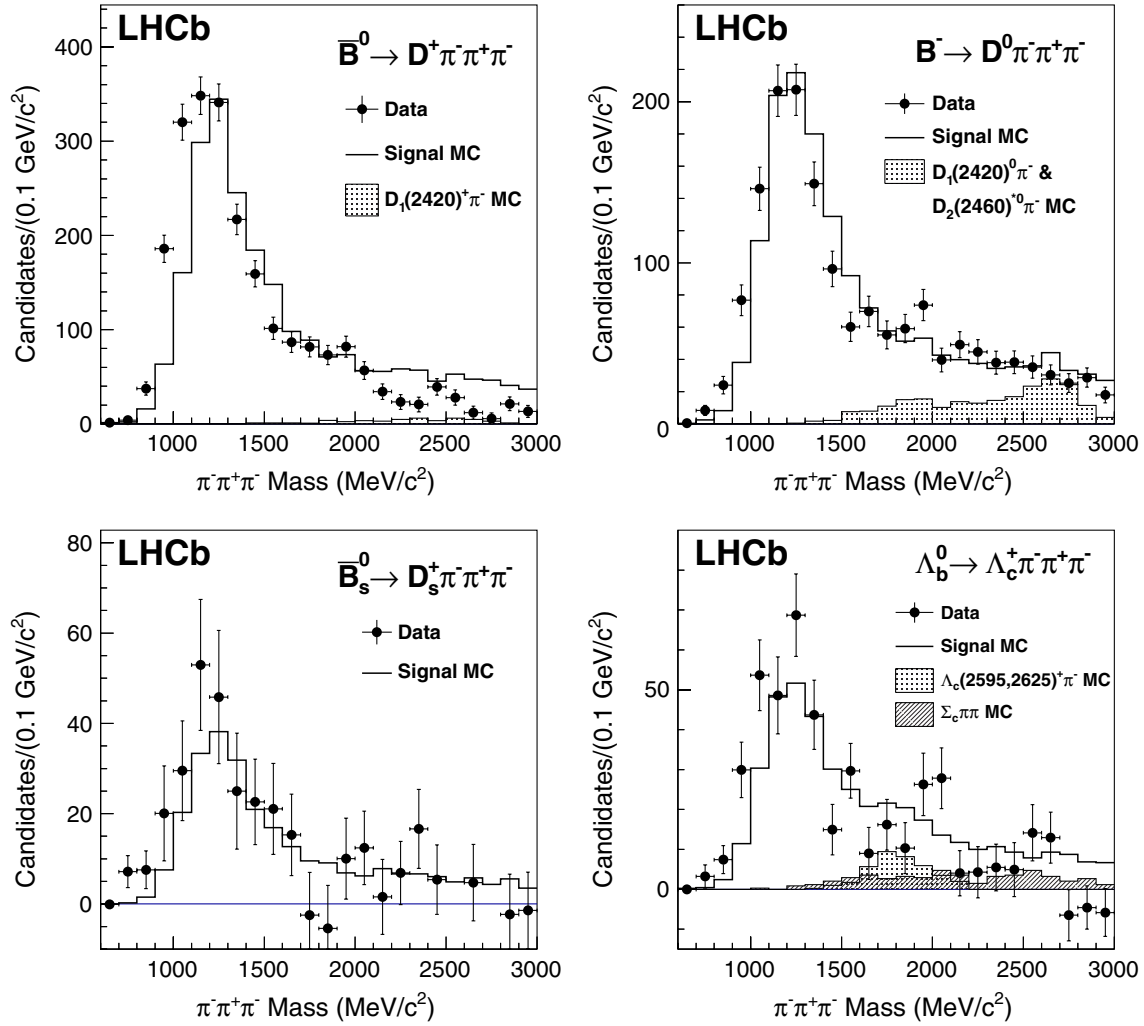 LHCb
B̅⁰ → D⁺π⁻π⁺π⁻
Data
Signal MC
D₁(2420)⁺π⁻ MC
Candidates/(0.1 GeV/c²)
400
300
200
100
0
1000 1500 2000 2500 3000
π⁻π⁺π⁻ Mass (MeV/c²)
LHCb
B⁻ → D⁰π⁻π⁺π⁻
Data
Signal MC
D₁(2420)⁰π⁻ &
D₂(2460)*⁰π⁻ MC
Candidates/(0.1 GeV/c²)
200
100
0
1000 1500 2000 2500 3000
π⁻π⁺π⁻ Mass (MeV/c²)
LHCb
B̅ₛ⁰ → Dₛ⁺π⁻π⁺π⁻
Data
Signal MC
Candidates/(0.1 GeV/c²)
80
60
40
20
0
1000 1500 2000 2500 3000
π⁻π⁺π⁻ Mass (MeV/c²)
LHCb
Λ_b⁰ → Λ_c⁺π⁻π⁺π⁻
Data
Signal MC
Λ_c(2595,2625)⁺π⁻ MC
Σ_cππ MC
Candidates/(0.1 GeV/c²)
50
0
1000 1500 2000 2500 3000
π⁻π⁺π⁻ Mass (MeV/c²)